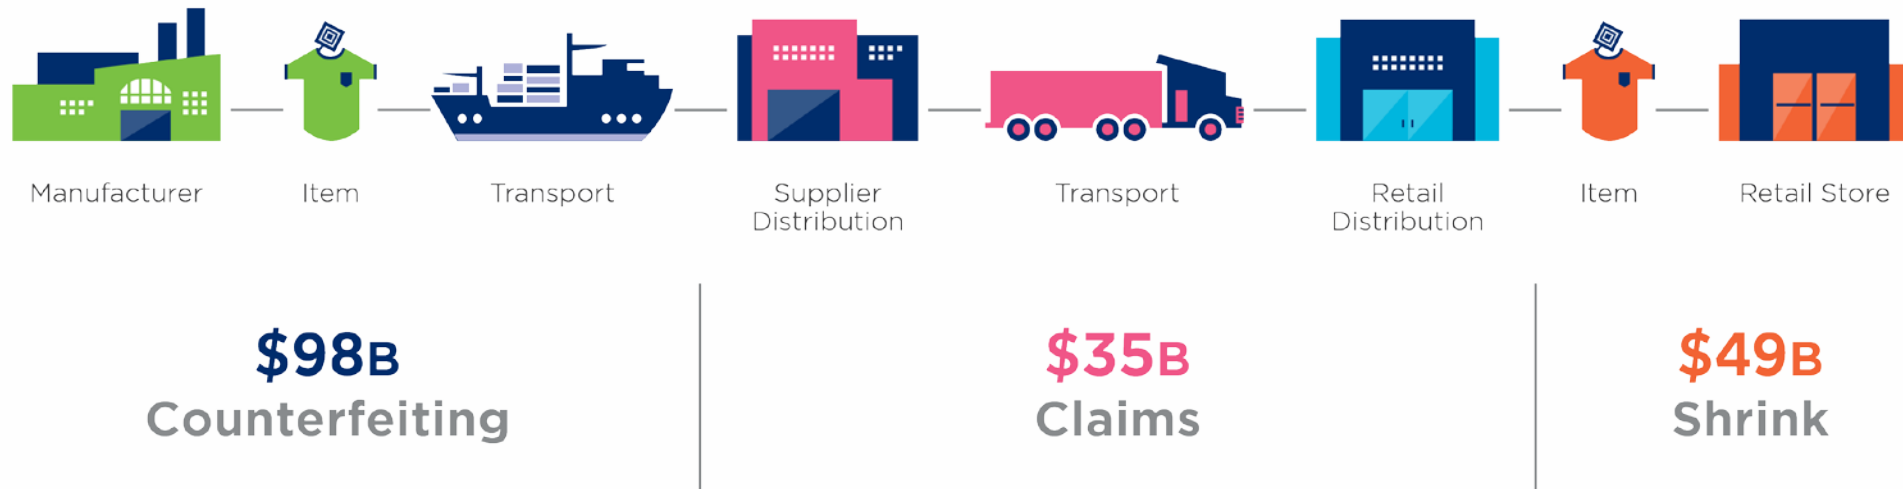 Manufacturer
Item
Transport
Supplier
Distribution
Transport
Retail
Distribution
Item
Retail Store
$98B
Counterfeiting
$35B
Claims
$49B
Shrink